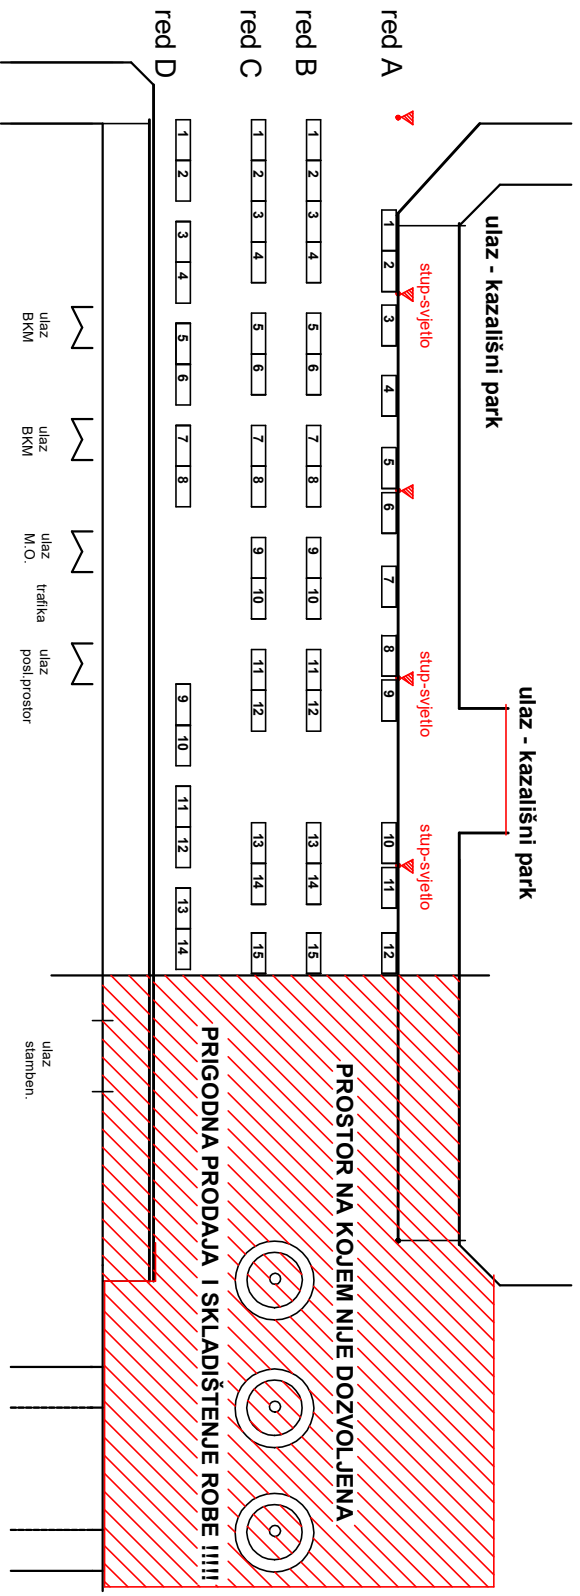 ulaz - kazališni park
ulaz - kazališni park
stup-svjetlo
stup-svjetlo
stup-svjetlo
red A 1 2 3 4 5 6 7 8 9 10 11 12
red B 1 2 3 4 5 6 7 8 9 10 11 12 13 14 15
red C 1 2 3 4 5 6 7 8 9 10 11 12 13 14 15
red D 1 2 3 4 5 6 7 8 9 10 11 12 13 14
PROSTOR NA KOJEM NIJE DOZVOLJENA
PRIGODNA PRODAJA I SKLADIŠTENJE ROBE !!!!!
ulaz
BKM
ulaz
BKM
ulaz
M.O.
trafika
ulaz
posl.prostor
ulaz
stamben.